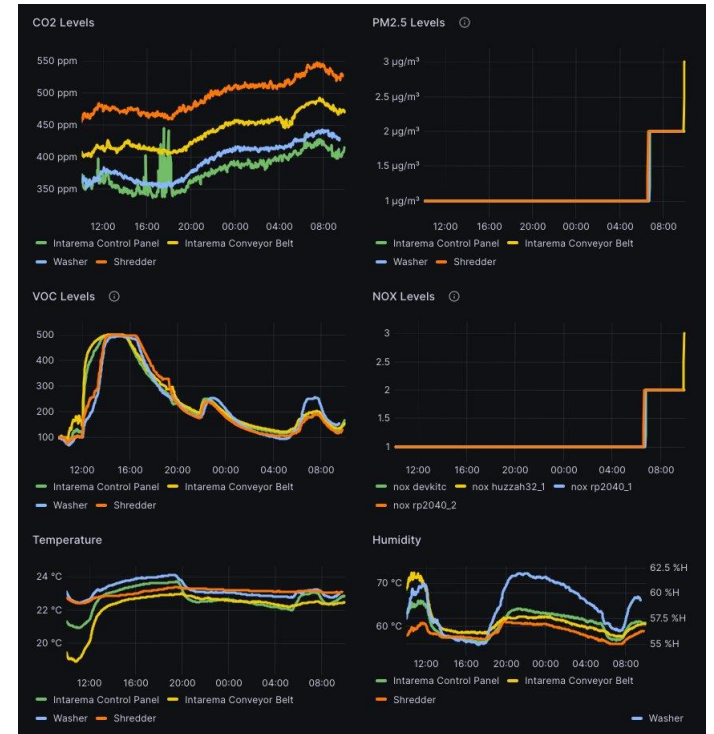 CO2 Levels
550 ppm
500 ppm
450 ppm
400 ppm
350 ppm
12:00 16:00 20:00 00:00 04:00 08:00
Intarema Control Panel Intarema Conveyor Belt
Washer Shredder
PM2.5 Levels
3 μg/m³
2.5 μg/m³
2 μg/m³
1.5 μg/m³
1 μg/m³
12:00 16:00 20:00 00:00 04:00 08:00
Intarema Control Panel Intarema Conveyor Belt
Washer Shredder
VOC Levels
500
400
300
200
100
12:00 16:00 20:00 00:00 04:00 08:00
Intarema Control Panel Intarema Conveyor Belt
Washer Shredder
NOX Levels
3
2.5
2
1.5
1
12:00 16:00 20:00 00:00 04:00 08:00
nox devkitc nox huzzah32_1 nox rp2040_1
nox rp2040_2
Temperature
24 °C
22 °C
20 °C
12:00 16:00 20:00 00:00 04:00 08:00
Intarema Control Panel Intarema Conveyor Belt
Washer Shredder
Humidity
62.5 %H
70 °C
60 %H
57.5 %H
60 °C
55 %H
12:00 16:00 20:00 00:00 04:00 08:00
Intarema Control Panel Intarema Conveyor Belt
Shredder
Washer